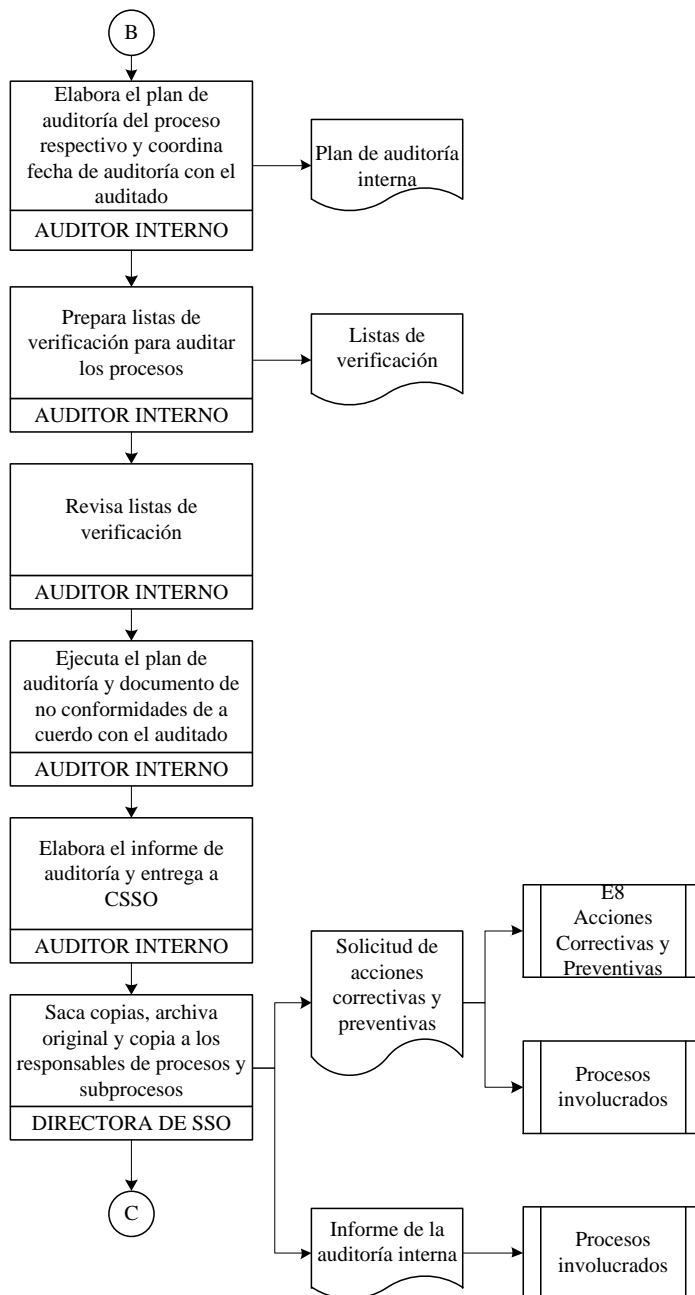 B
Elabora el plan de
auditoría del proceso
respectivo y coordina
fecha de auditoría con el
auditado
AUDITOR INTERNO
Plan de auditoría
interna
Prepara listas de
verificación para auditar
los procesos
AUDITOR INTERNO
Listas de
verificación
Revisa listas de
verificación
AUDITOR INTERNO
Ejecuta el plan de
auditoría y documento de
no conformidades de a
cuerdo con el auditado
AUDITOR INTERNO
Elabora el informe de
auditoría y entrega a
CSSO
AUDITOR INTERNO
Saca copias, archiva
original y copia a los
responsables de procesos y
subprocesos
DIRECTORA DE SSO
Solicitud de
acciones
correctivas y
preventivas
E8
Acciones
Correctivas y
Preventivas
Procesos
involucrados
C
Informe de la
auditoría interna
Procesos
involucrados